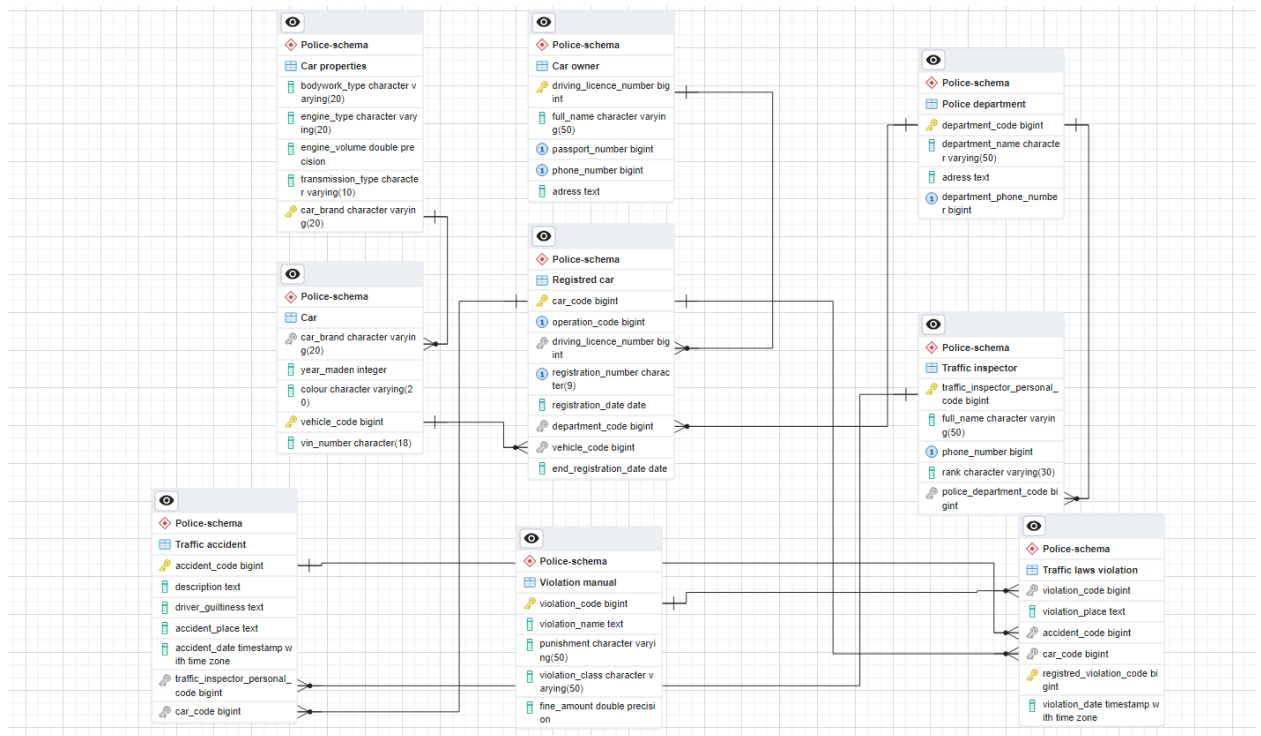 Police-schema
Car properties
bodywork_type character v
arying(20)
engine_type character vary
ing(20)
engine_volume double pre
cision
transmission_type characte
r varying(10)
car_brand character varyin
g(20)
Police-schema
Car owner
driving_licence_number big
int
full_name character varyin
g(50)
passport_number bigint
phone_number bigint
adress text
Police-schema
Police department
department_code bigint
department_name characte
r varying(50)
adress text
department_phone_numbe
r bigint
Police-schema
Car
car_brand character varyin
g(20)
year_maden integer
colour character varying(2
0)
vehicle_code bigint
vin_number character(18)
Police-schema
Registred car
car_code bigint
operation_code bigint
driving_licence_number big
int
registration_number charac
ter(9)
registration_date date
department_code bigint
vehicle_code bigint
end_registration_date date
Police-schema
Traffic inspector
traffic_inspector_personal_
code bigint
full_name character varyin
g(50)
phone_number bigint
rank character varying(30)
police_department_code bi
gint
Police-schema
Traffic accident
accident_code bigint
description text
driver_guiltiness text
accident_place text
accident_date timestamp w
ith time zone
traffic_inspector_personal_
code bigint
car_code bigint
Police-schema
Violation manual
violation_code bigint
violation_name text
punishment character varyi
ng(50)
violation_class character v
arying(50)
fine_amount double precisi
on
Police-schema
Traffic laws violation
violation_code bigint
violation_place text
accident_code bigint
car_code bigint
registred_violation_code bi
gint
violation_date timestamp w
ith time zone